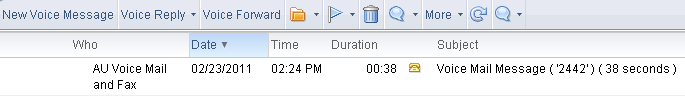 New Voice Message Voice Reply Voice Forward More
Who Date Time Duration Subject
AU Voice Mail 02/23/2011 02:24 PM 00:38 Voice Mail Message ( '2442' ) ( 38 seconds )
and Fax